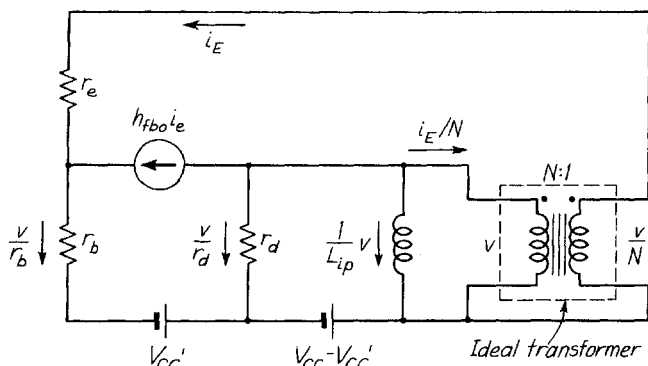 i_E
r_e
h_fbo i_e
i_E/N
N:1
v/r_b
r_b
v/r_d
r_d
1/L_ip v
v
v/N
V_CC'
V_CC-V_CC'
Ideal transformer